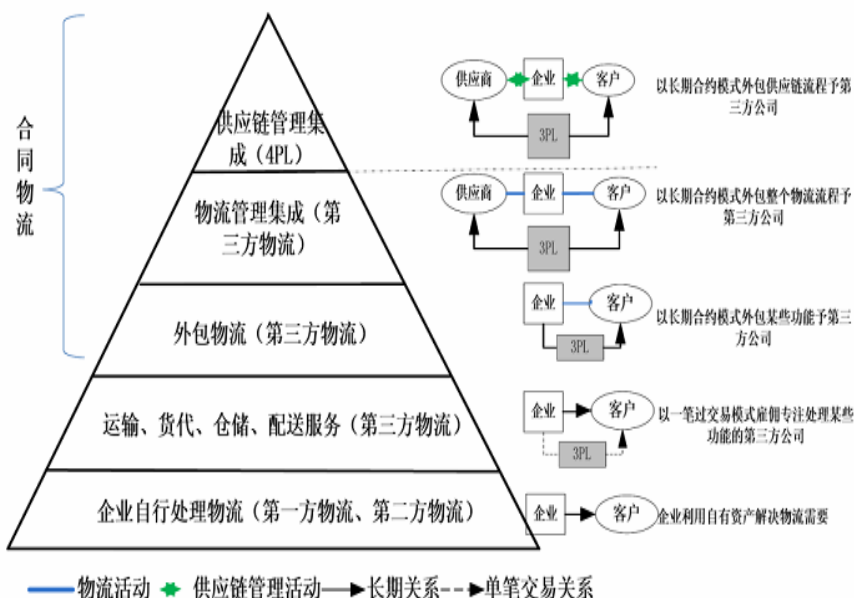 合同物流
供应链管理集
成（4PL）
供应商
企业
客户
3PL
以长期合约模式外包供应链流程予第
三方公司
物流管理集成（第
三方物流）
供应商
企业
客户
3PL
以长期合约模式外包整个物流流程予
第三方公司
外包物流（第三方物流）
企业
客户
3PL
以长期合约模式外包某些功能予第三
方公司
运输、货代、仓储、配送服务（第三方物流）
企业
客户
3PL
以一笔过交易模式雇佣专注处理某些
功能的第三方公司
企业自行处理物流（第一方物流、第二方物流）
企业
客户
企业利用自有资产解决物流需要
物流活动 供应链管理活动 长期关系 单笔交易关系